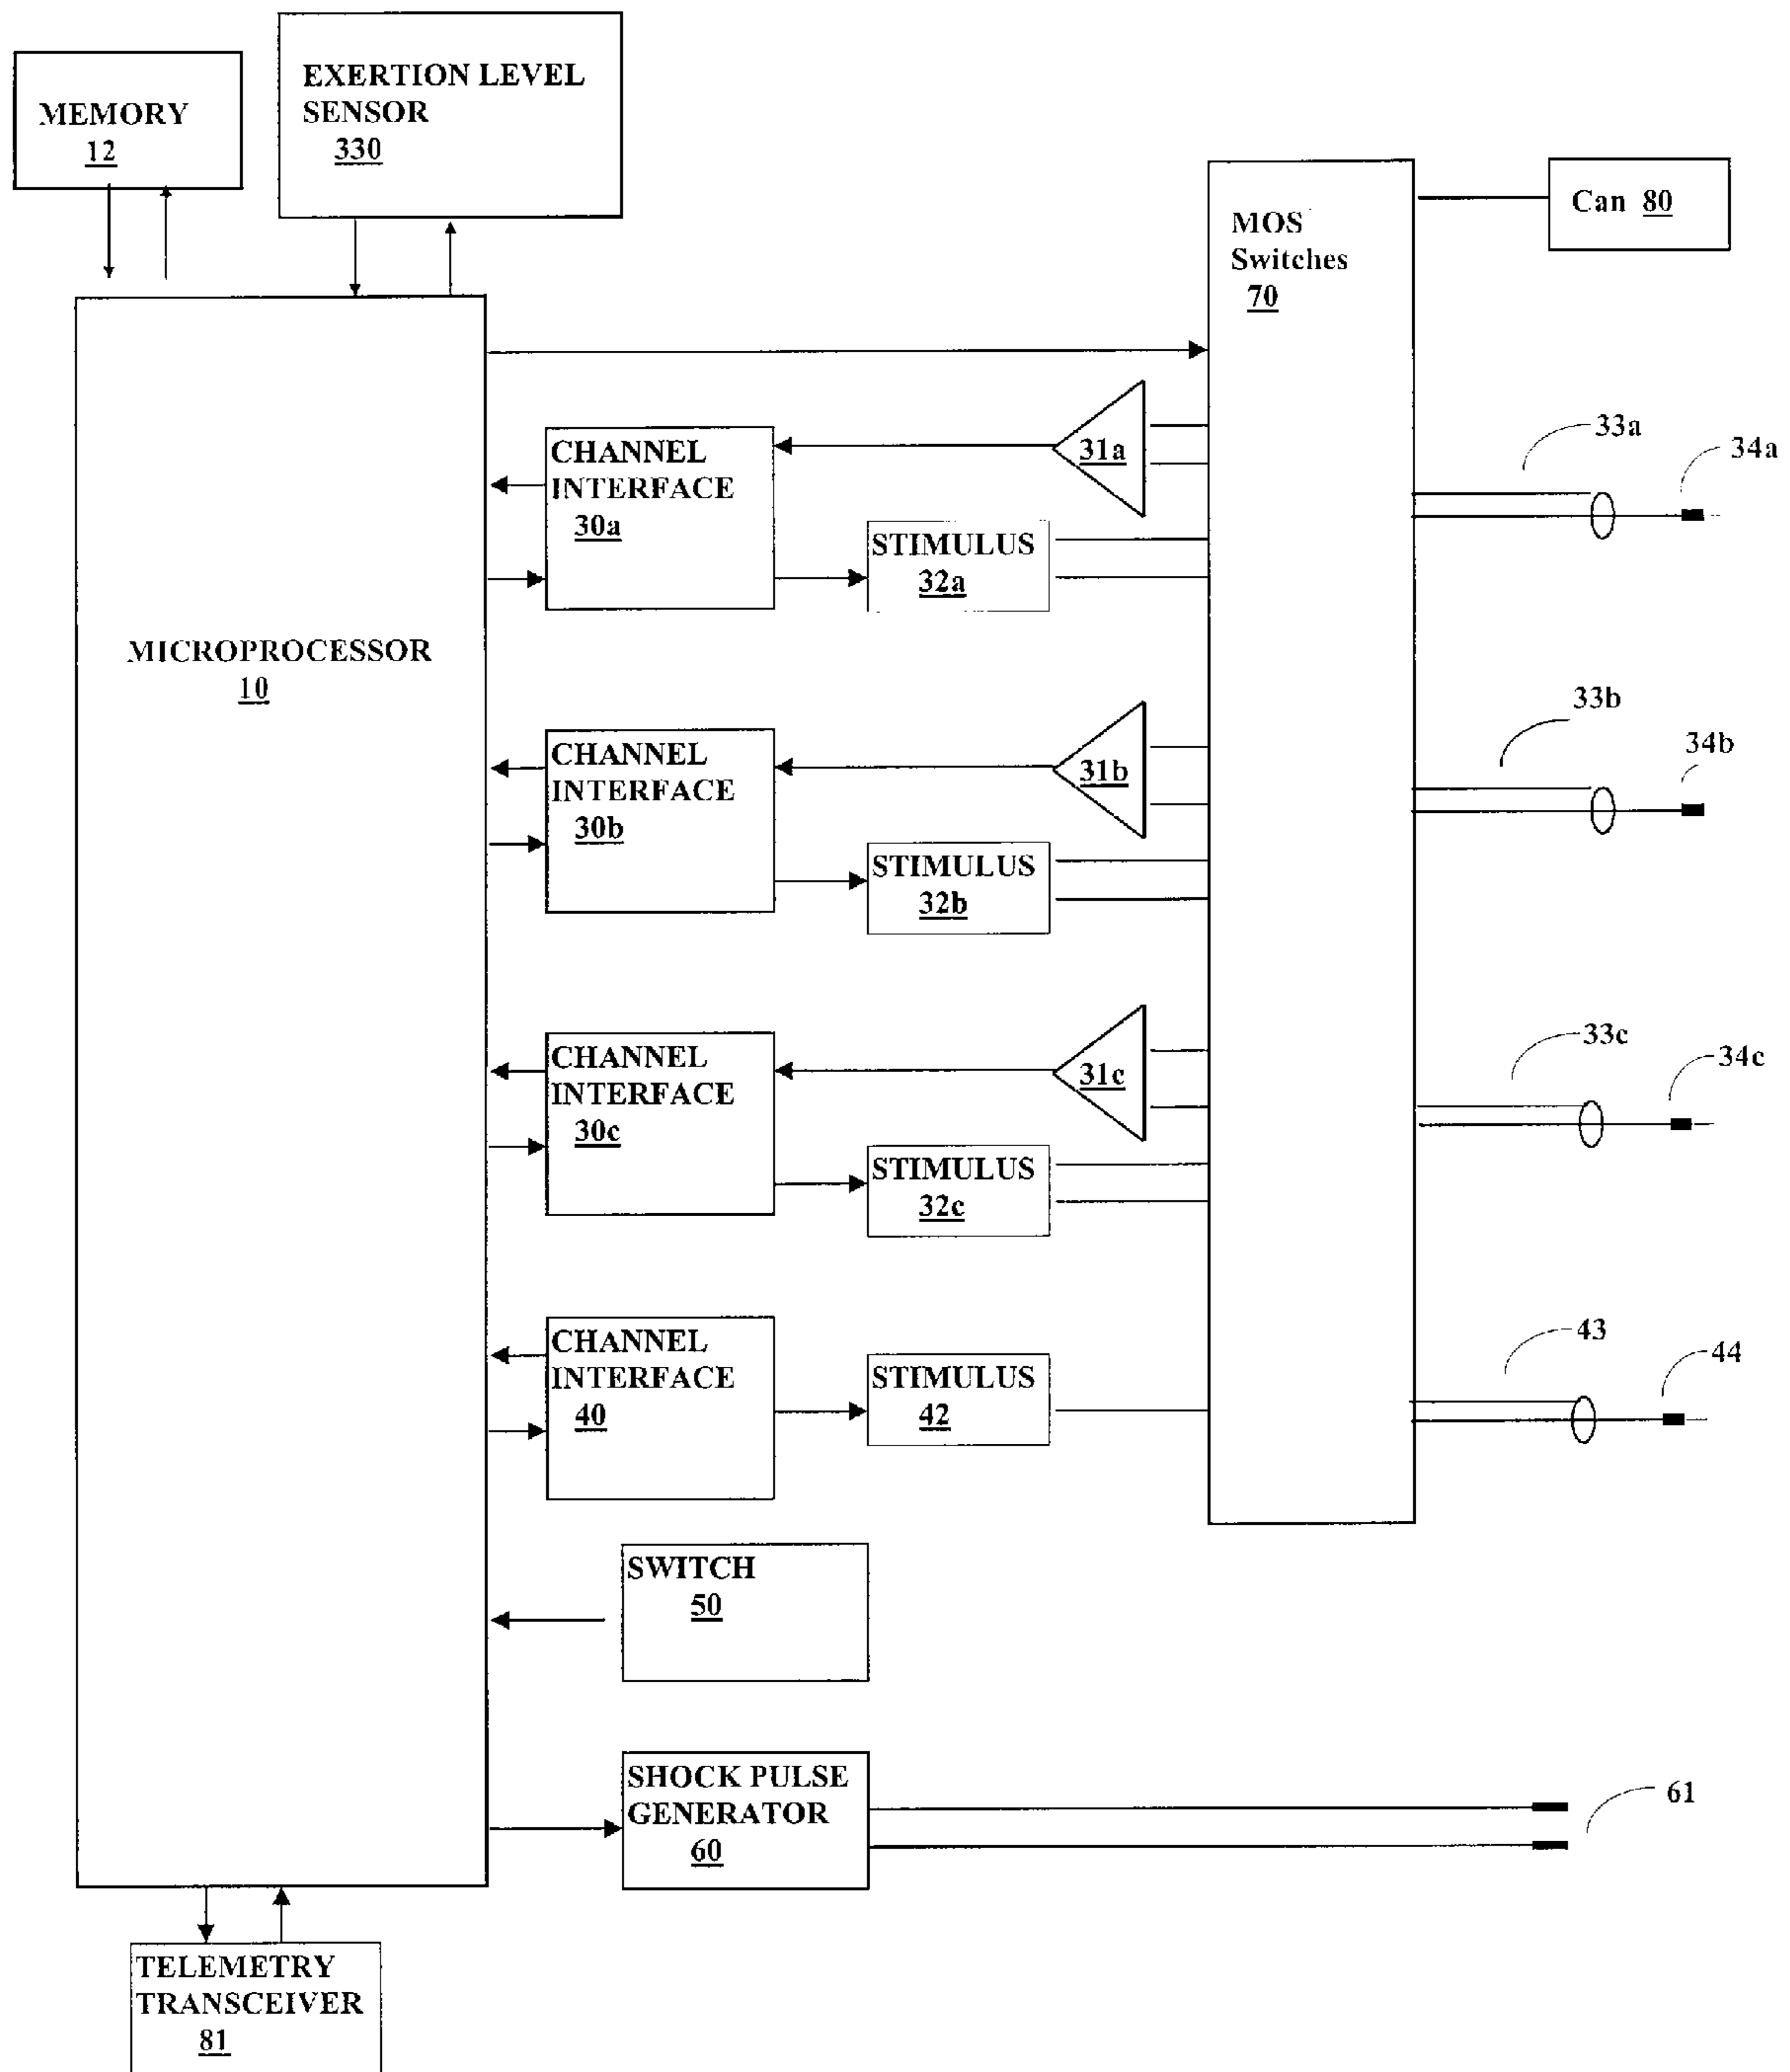 EXERTION LEVEL
SENSOR
330
MEMORY
12
Can 80
MOS
Switches
70
33a
34a
CHANNEL
INTERFACE
30a
31a
STIMULUS
32a
MICROPROCESSOR
10
33b
34b
CHANNEL
INTERFACE
30b
31b
STIMULUS
32b
33c
34c
CHANNEL
INTERFACE
30c
31c
STIMULUS
32c
43
44
CHANNEL
INTERFACE
40
STIMULUS
42
SWITCH
50
SHOCK PULSE
GENERATOR
60
61
TELEMETRY
TRANSCEIVER
81